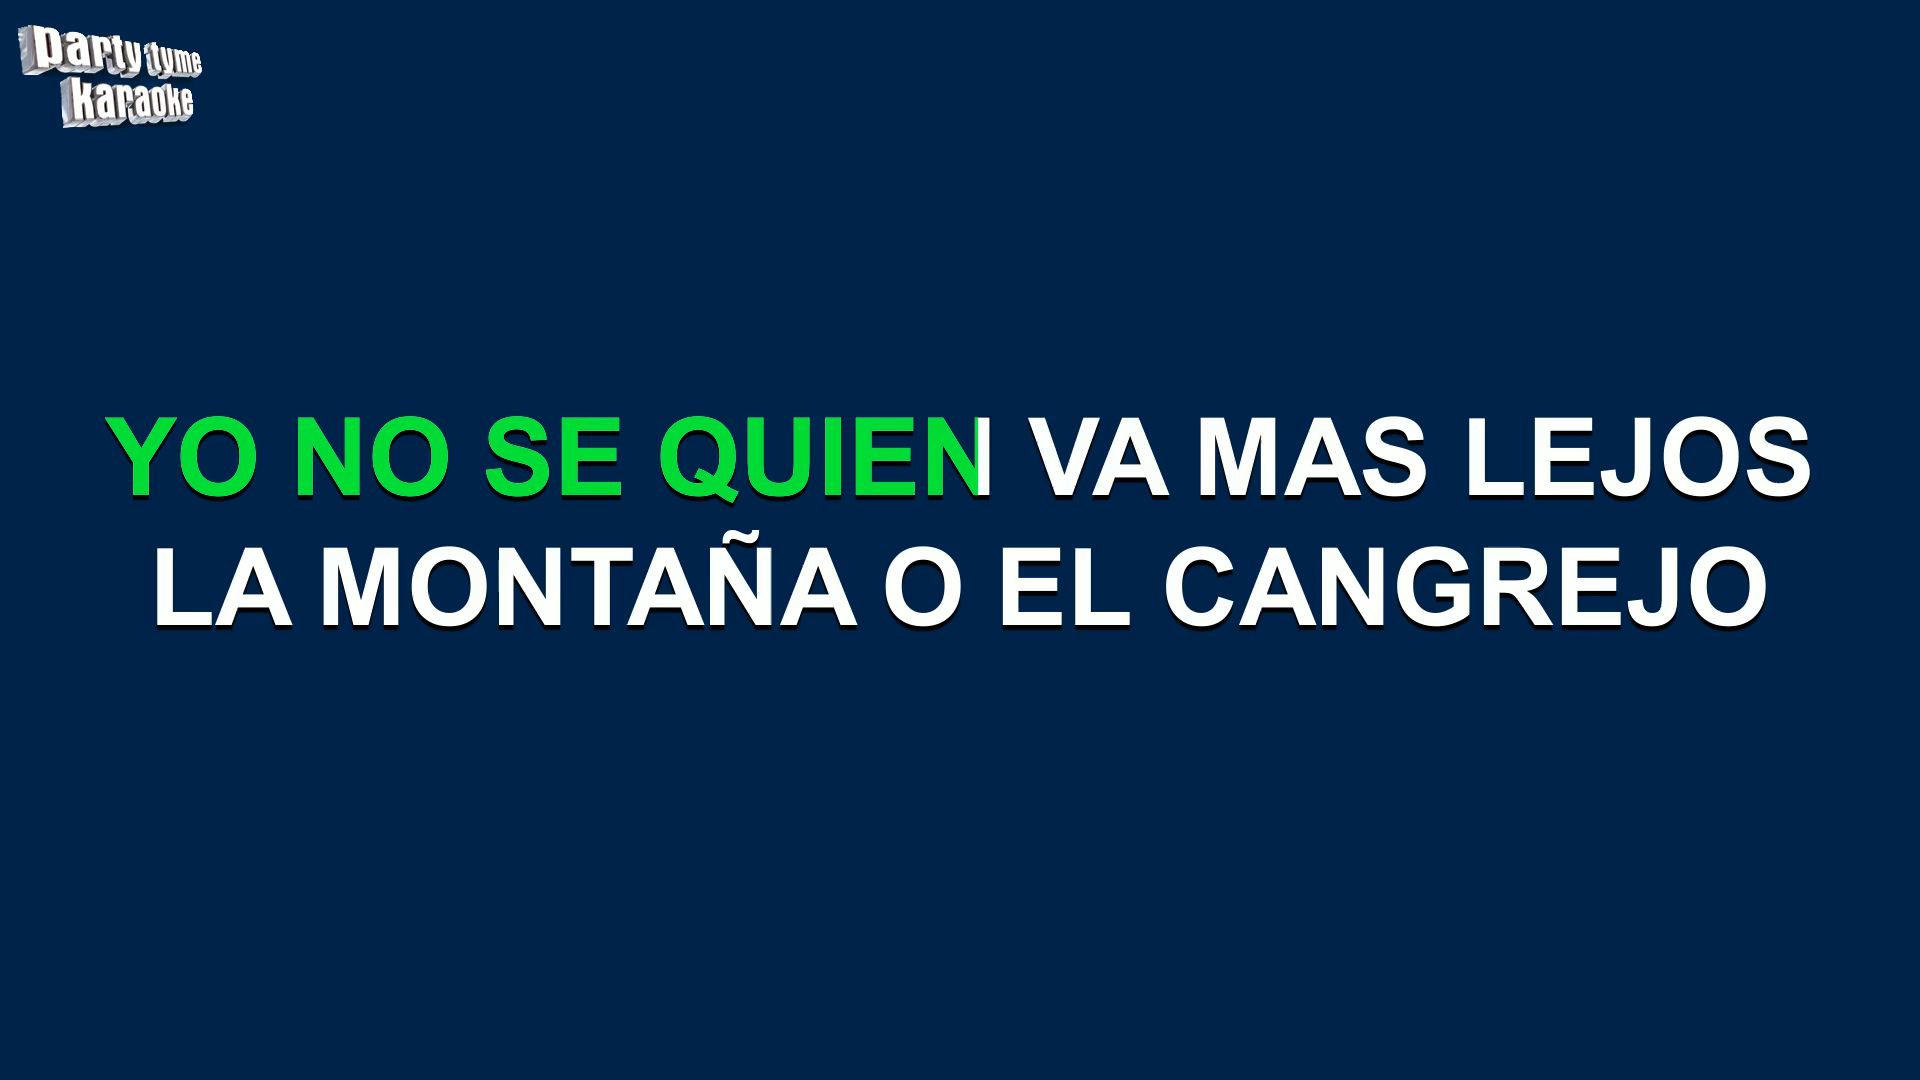 party tyme
karaoke
YO NO SE QUIEN VA MAS LEJOS
LA MONTAÑA O EL CANGREJO